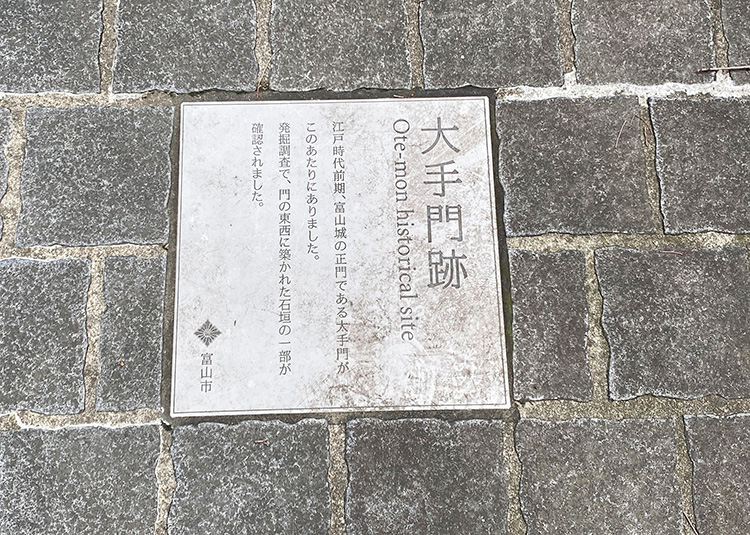 大手門跡
Ote-mon historical site
江戸時代前期、富山城の正門である大手門が
このあたりにありました。
発掘調査で、門の東西に築かれた石垣の一部が
確認されました。
富山市